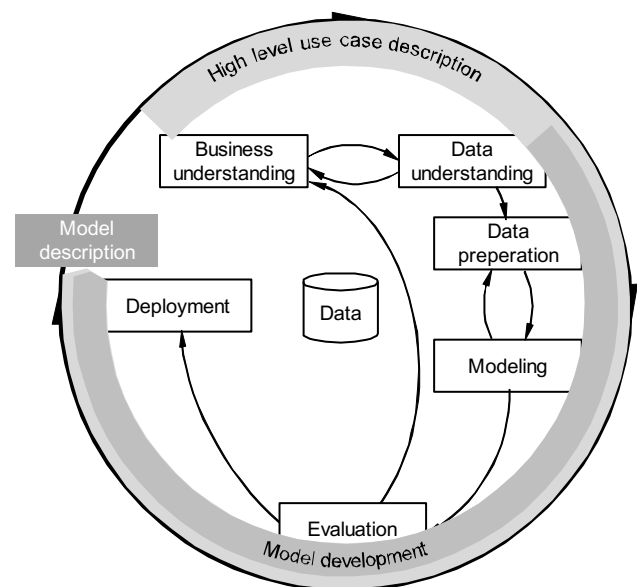 High level use case description
Business
understanding
Data
understanding
Model
description
Data
preperation
Deployment
Data
Modeling
Evaluation
Model development